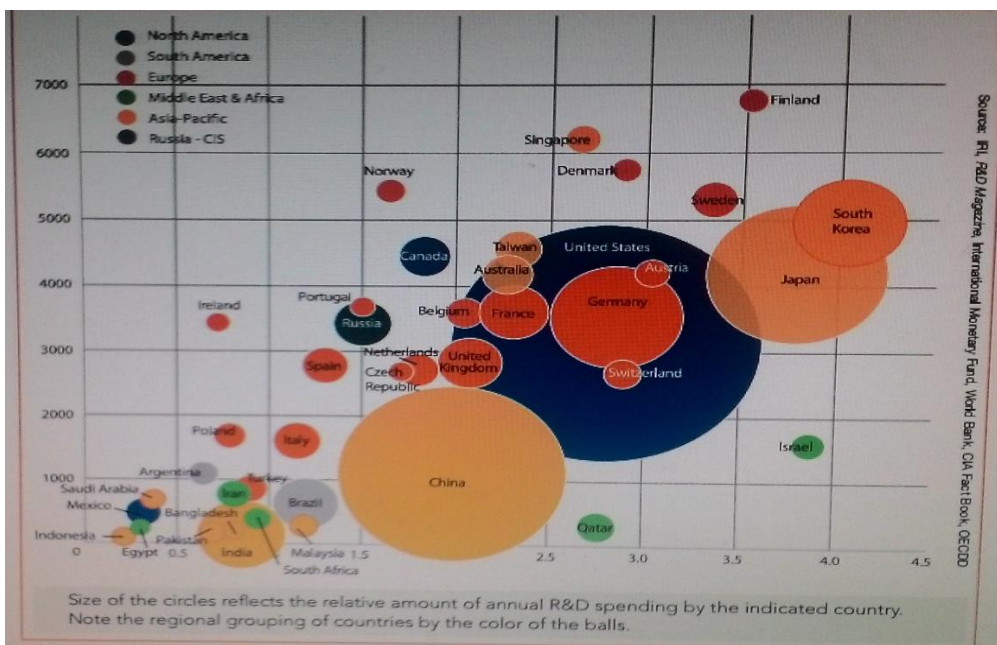 North America
South America
Europe
Middle East & Africa
Asia-Pacific
Russia - CIS
7000
6000
5000
4000
3000
2000
1000
0
0.5
1.5
2.5
3.0
3.5
4.0
4.5
Finland
Singapore
Denmark
Norway
Sweden
South
Korea
Taiwan
United States
Canada
Australia
Austria
Japan
Portugal
Germany
Ireland
Belgium
France
Russia
Netherlands
United
Kingdom
Spain
Czech
Republic
Switzerland
Poland
Italy
Israel
Argentina
Turkey
China
Saudi Arabia
Iran
Brazil
Mexico
Bangladesh
Qatar
Indonesia
Pakistan
Egypt
India
Malaysia
South Africa
Source: IRI, R&D Magazine, International Monetary Fund, World Bank, CIA Fact Book, OECDD
Size of the circles reflects the relative amount of annual R&D spending by the indicated country.
Note the regional grouping of countries by the color of the balls.